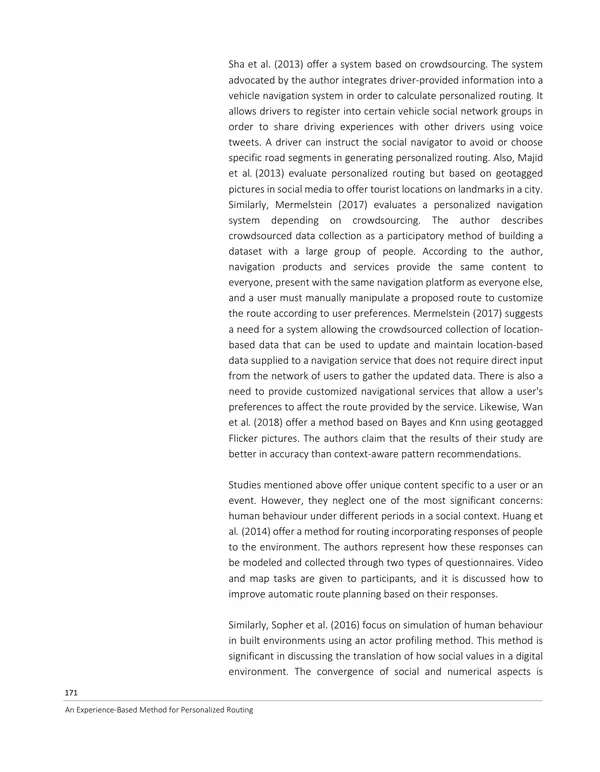 Sha et al. (2013) offer a system based on crowdsourcing. The system
advocated by the author integrates driver-provided information into a
vehicle navigation system in order to calculate personalized routing. It
allows drivers to register into certain vehicle social network groups in
order to share driving experiences with other drivers using voice
tweets. A driver can instruct the social navigator to avoid or choose
specific road segments in generating personalized routing. Also, Majid
et al. (2013) evaluate personalized routing but based on geotagged
pictures in social media to offer tourist locations on landmarks in a city.
Similarly, Mermelstein (2017) evaluates a personalized navigation
system depending on crowdsourcing. The author describes
crowdsourced data collection as a participatory method of building a
dataset with a large group of people. According to the author,
navigation products and services provide the same content to
everyone, present with the same navigation platform as everyone else,
and a user must manually manipulate a proposed route to customize
the route according to user preferences. Mermelstein (2017) suggests
a need for a system allowing the crowdsourced collection of location-
based data that can be used to update and maintain location-based
data supplied to a navigation service that does not require direct input
from the network of users to gather the updated data. There is also a
need to provide customized navigational services that allow a user's
preferences to affect the route provided by the service. Likewise, Wan
et al. (2018) offer a method based on Bayes and Knn using geotagged
Flicker pictures. The authors claim that the results of their study are
better in accuracy than context-aware pattern recommendations.
Studies mentioned above offer unique content specific to a user or an
event. However, they neglect one of the most significant concerns:
human behaviour under different periods in a social context. Huang et
al. (2014) offer a method for routing incorporating responses of people
to the environment. The authors represent how these responses can
be modeled and collected through two types of questionnaires. Video
and map tasks are given to participants, and it is discussed how to
improve automatic route planning based on their responses.
Similarly, Sopher et al. (2016) focus on simulation of human behaviour
in built environments using an actor profiling method. This method is
significant in discussing the translation of how social values in a digital
environment. The convergence of social and numerical aspects is
171
An Experience-Based Method for Personalized Routing